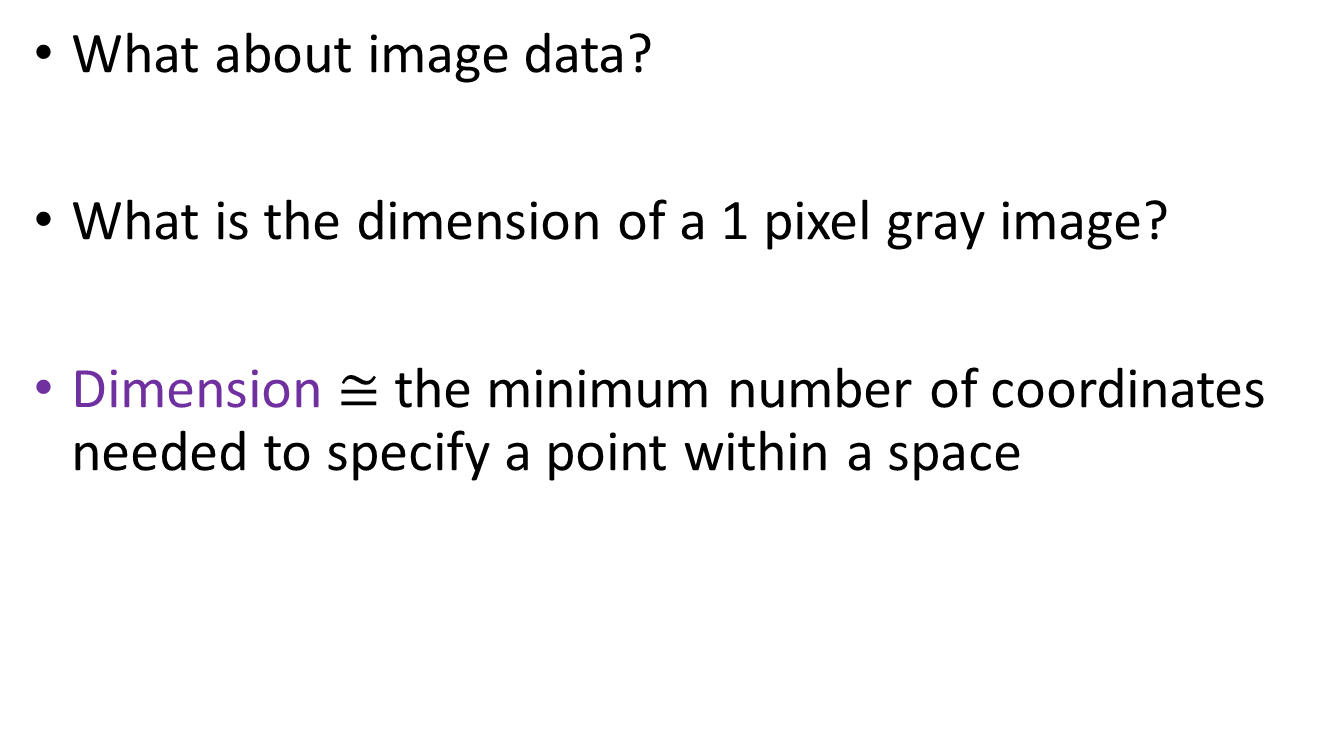 • What about image data?
• What is the dimension of a 1 pixel gray image?
• Dimension ≅ the minimum number of coordinates
needed to specify a point within a space